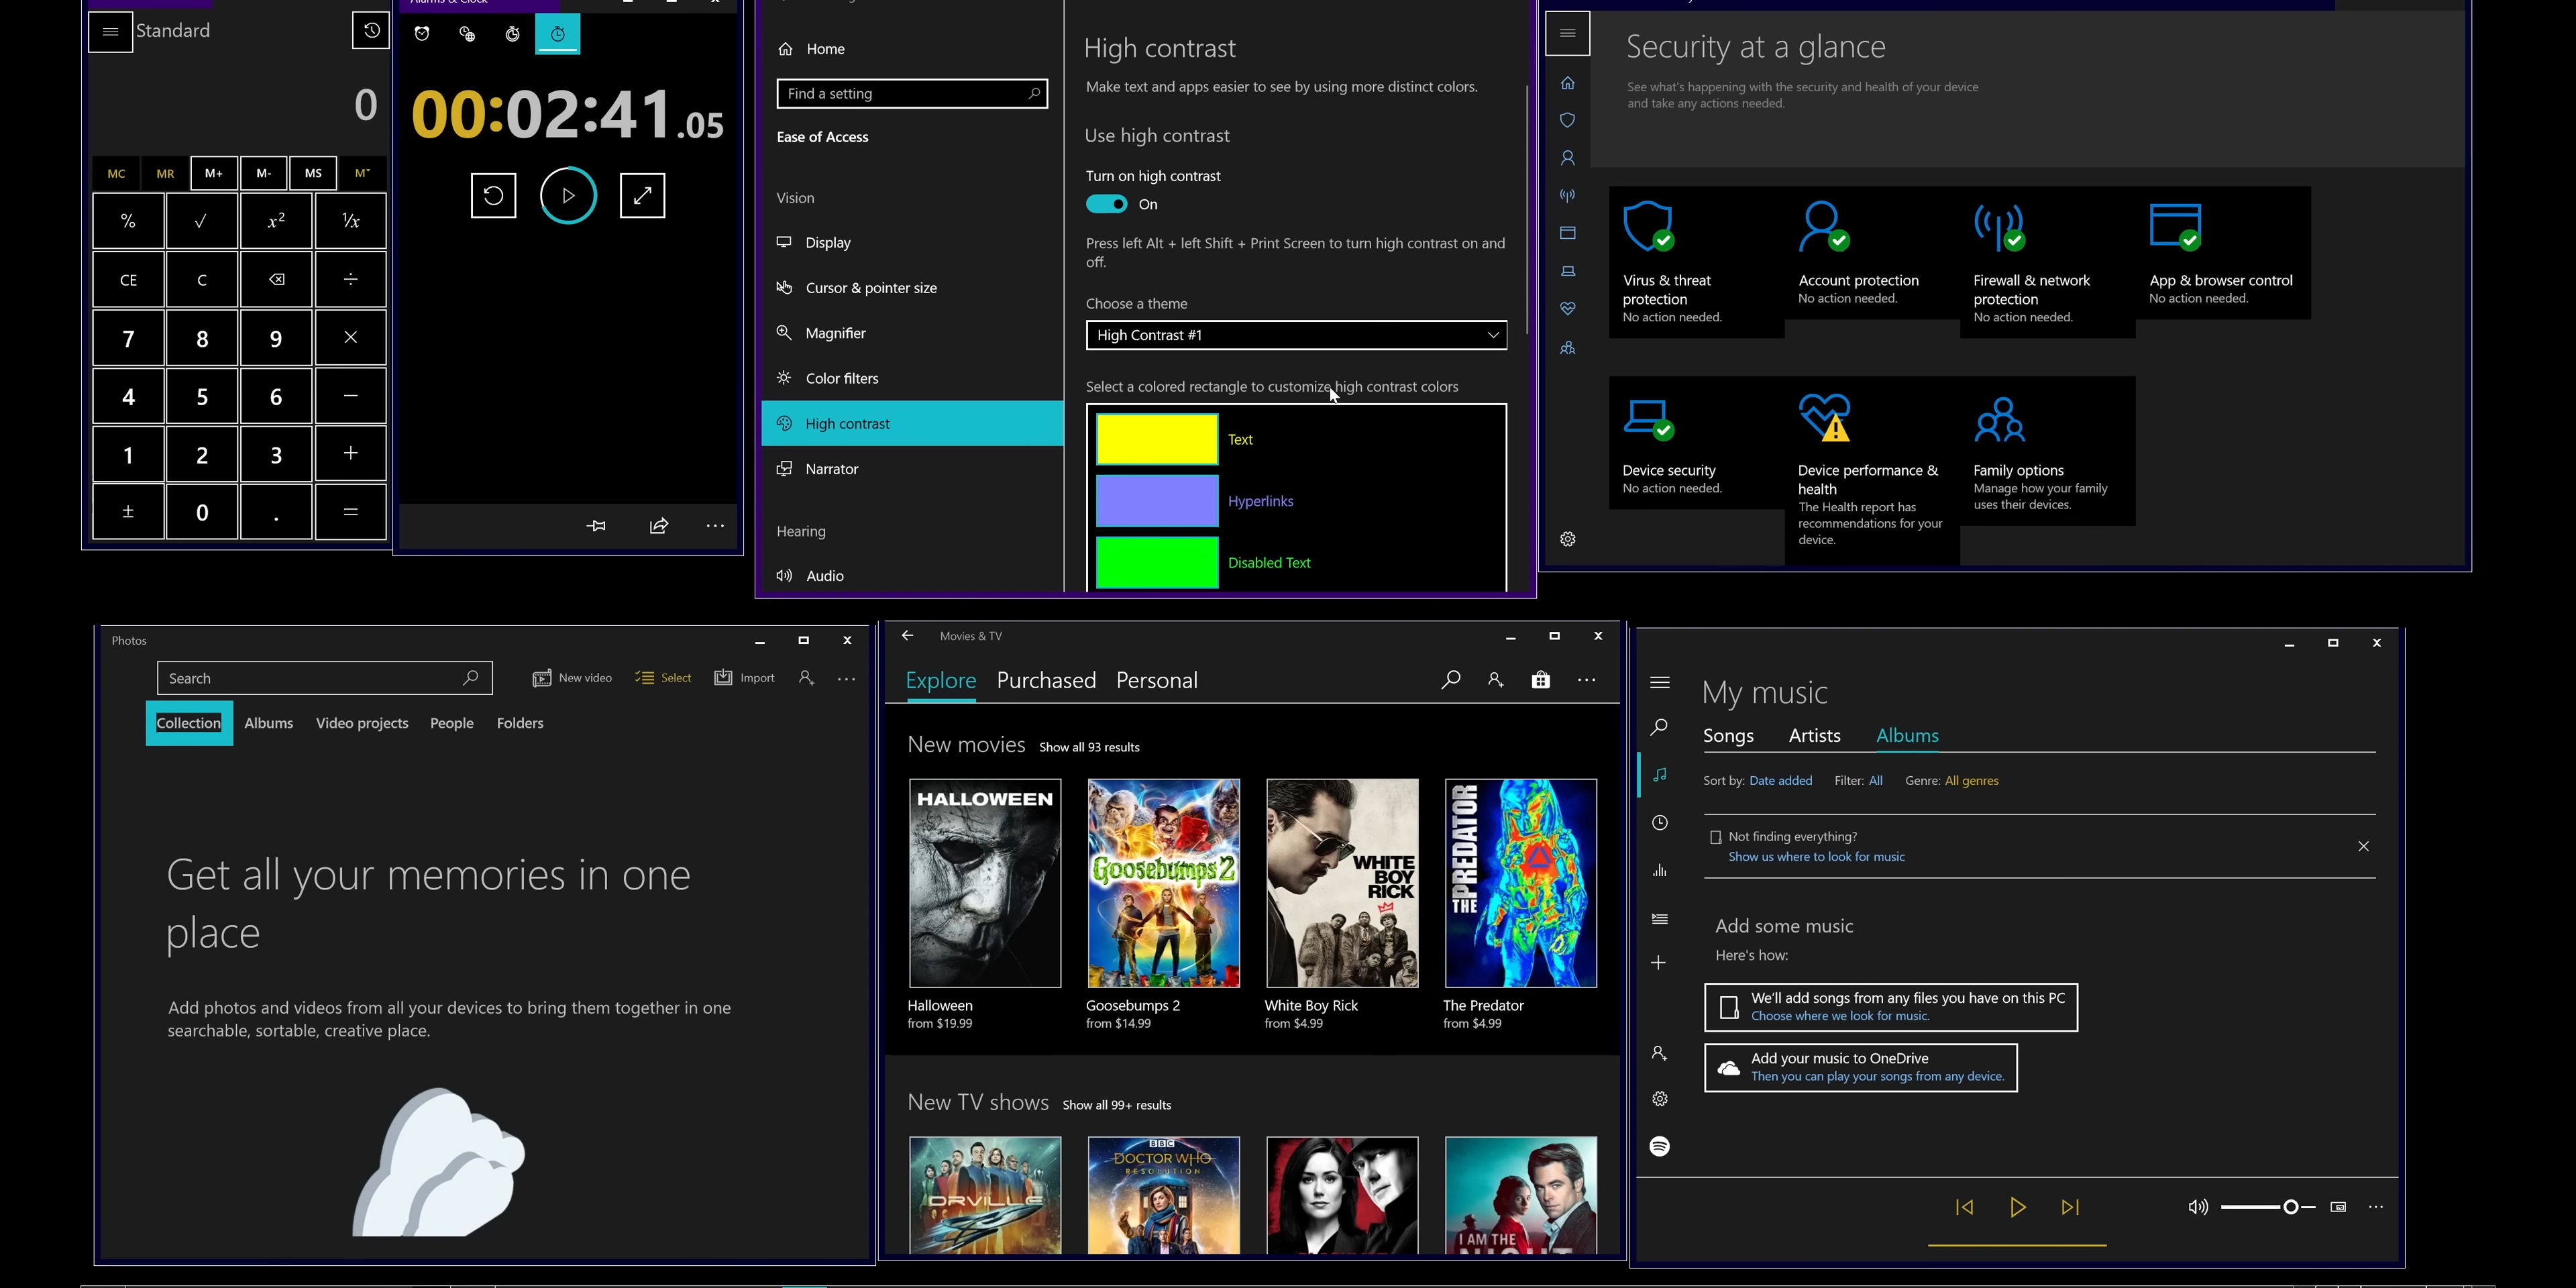 Standard
0
MC MR M+ M- MS M˅
% √ x² ¹/x
CE C ÷
7 8 9 ×
4 5 6 −
1 2 3 +
± 0 . =
Alarms & Clock
00:02:41.05
Home
Find a setting
Ease of Access
Vision
Display
Cursor & pointer size
Magnifier
Color filters
High contrast
Narrator
Hearing
Audio
High contrast
Make text and apps easier to see by using more distinct colors.
Use high contrast
Turn on high contrast
On
Press left Alt + left Shift + Print Screen to turn high contrast on and
off.
Choose a theme
High Contrast #1
Select a colored rectangle to customize high contrast colors
Text
Hyperlinks
Disabled Text
Security at a glance
See what's happening with the security and health of your device
and take any actions needed.
Virus & threat
protection
No action needed.
Account protection
No action needed.
Firewall & network
protection
No action needed.
App & browser control
No action needed.
Device security
No action needed.
Device performance &
health
The Health report has
recommendations for your
device.
Family options
Manage how your family
uses their devices.
Photos
Search
New video Select Import
Collection Albums Video projects People Folders
Get all your memories in one
place
Add photos and videos from all your devices to bring them together in one
searchable, sortable, creative place.
Movies & TV
Explore Purchased Personal
New movies Show all 93 results
HALLOWEEN
Goosebumps 2
WHITE
BOY
RICK
THE PREDATOR
Halloween
from $19.99
Goosebumps 2
from $14.99
White Boy Rick
from $4.99
The Predator
from $4.99
New TV shows Show all 99+ results
ORVILLE
BBC
DOCTOR WHO
RESOLUTION
I AM THE
NIGHT
My music
Songs Artists Albums
Sort by: Date added Filter: All Genre: All genres
Not finding everything?
Show us where to look for music
Add some music
Here's how:
We'll add songs from any files you have on this PC
Choose where we look for music.
Add your music to OneDrive
Then you can play your songs from any device.